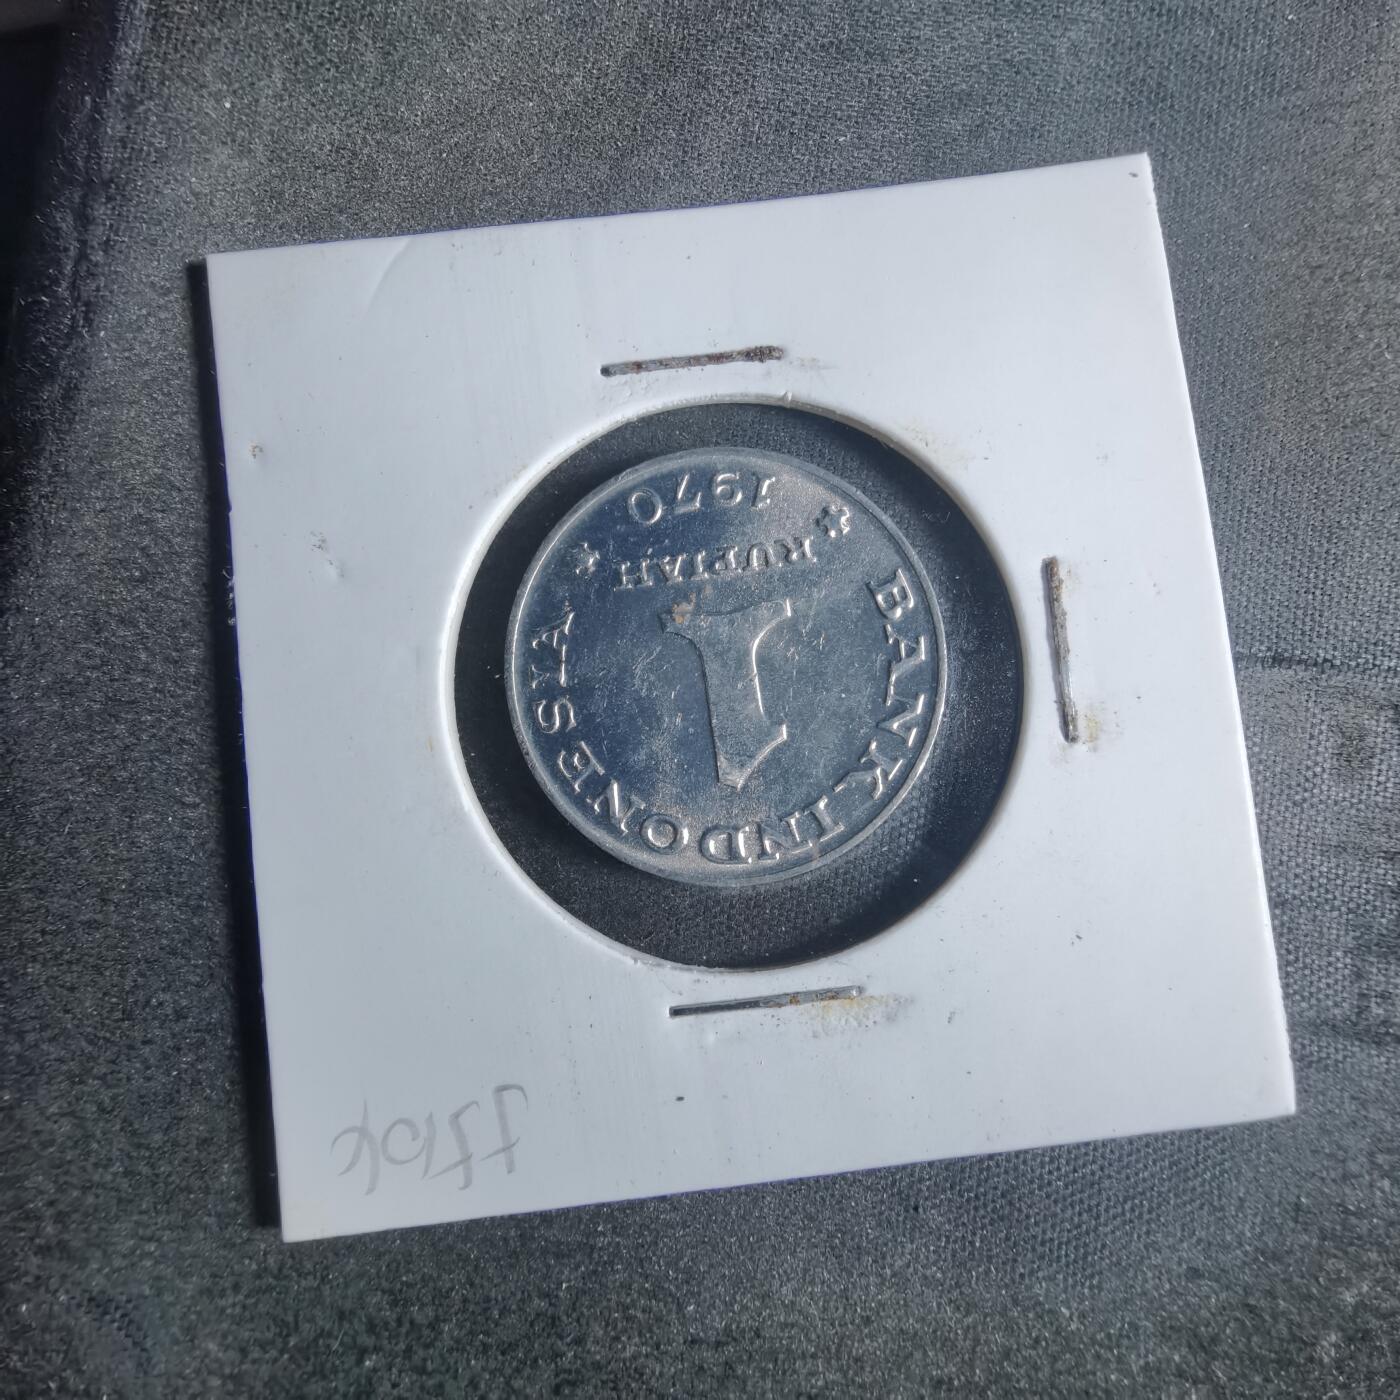 BANK INDONESIA
1
RUPIAH
1970